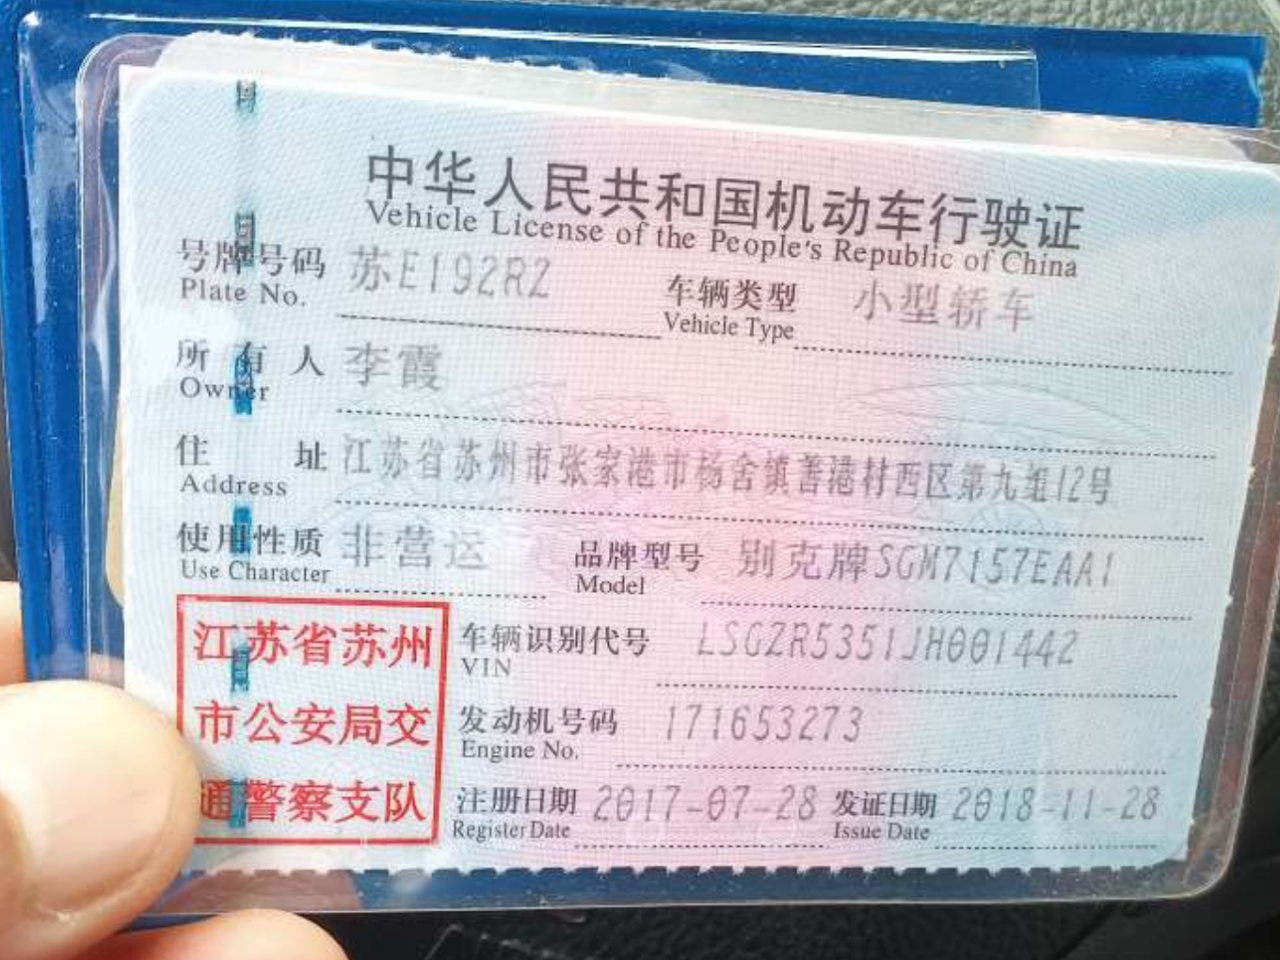 中华人民共和国机动车行驶证
Vehicle License of the People's Republic of China
号牌号码 苏E192R2 车辆类型 小型轿车
Plate No. Vehicle Type
所有人 李霞
Owner
住址 江苏省苏州市张家港市杨舍镇善港村西区第九组12号
Address
使用性质 非营运 品牌型号 别克牌SGM7157EAA1
Use Character Model
江苏省苏州
市公安局交
通警察支队
车辆识别代号 LSGZR5351JH001442
VIN
发动机号码 171653273
Engine No.
注册日期 2017-07-28 发证日期 2018-11-28
Register Date Issue Date